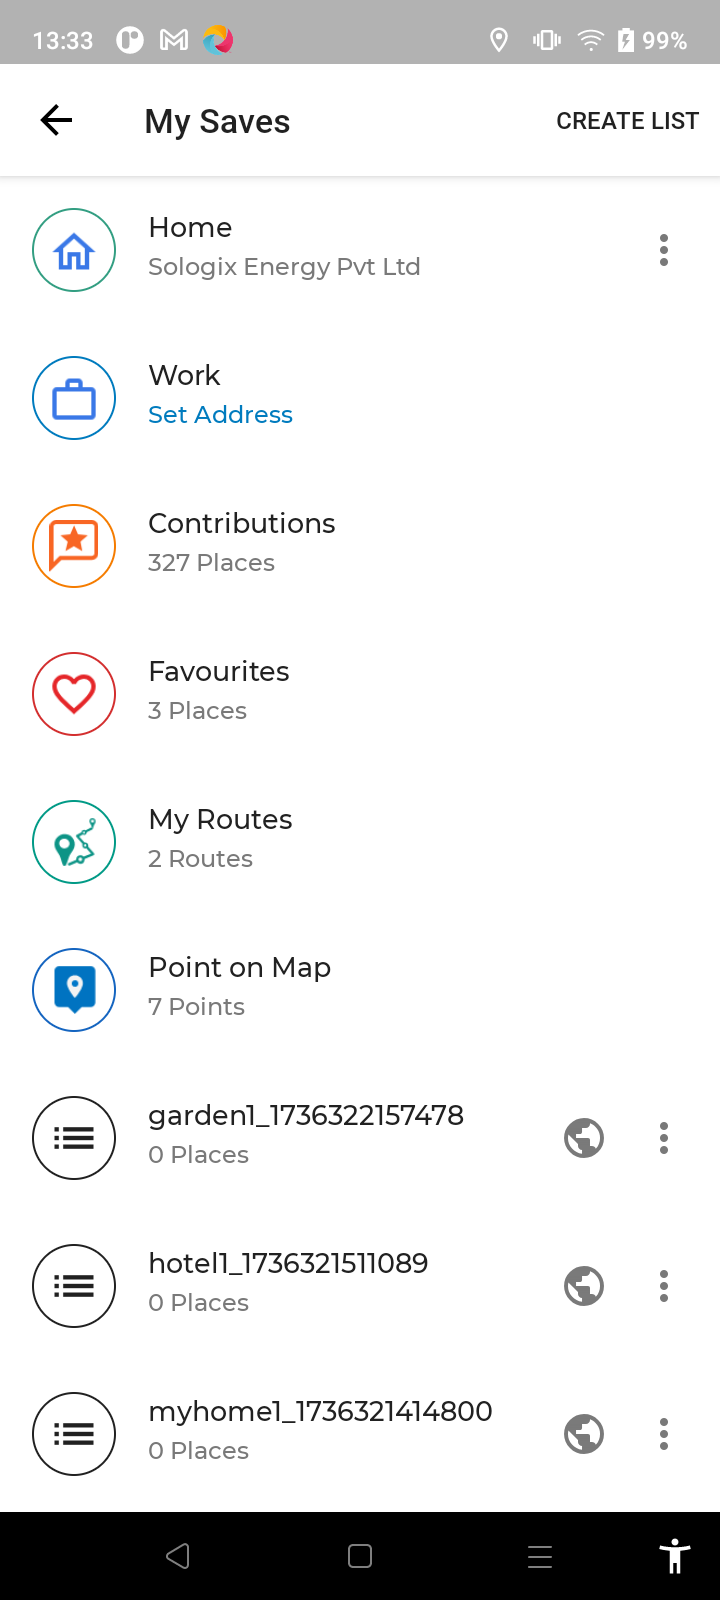 13:33
99%
My Saves
CREATE LIST
Home
Sologix Energy Pvt Ltd
Work
Set Address
Contributions
327 Places
Favourites
3 Places
My Routes
2 Routes
Point on Map
7 Points
garden1_1736322157478
0 Places
hotel1_1736321511089
0 Places
myhome1_1736321414800
0 Places